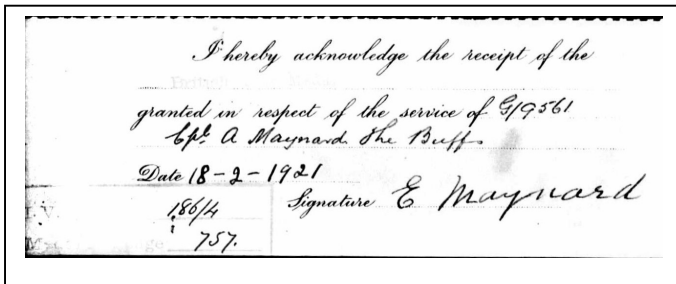 I hereby acknowledge the receipt of the
granted in respect of the service of G/9561
Cpl. A Maynard. The Buffs
Date 18-2-1921
Signature E Maynard
186/4
757.